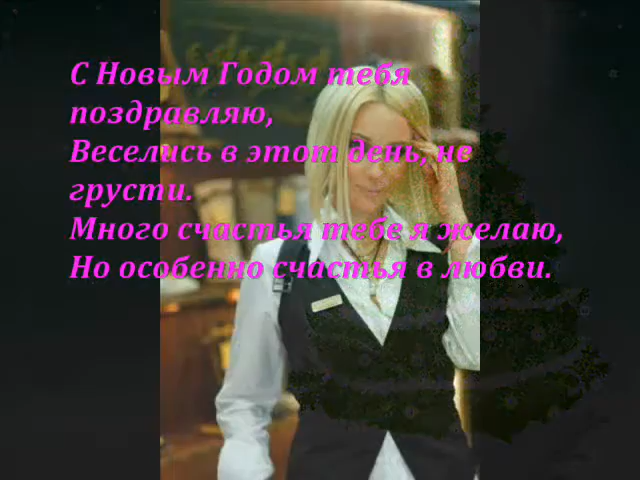 С Новым Годом тебя
поздравляю,
Веселись в этот день, не
грусти.
Много счастья тебе я желаю,
Но особенно счастья в любви.